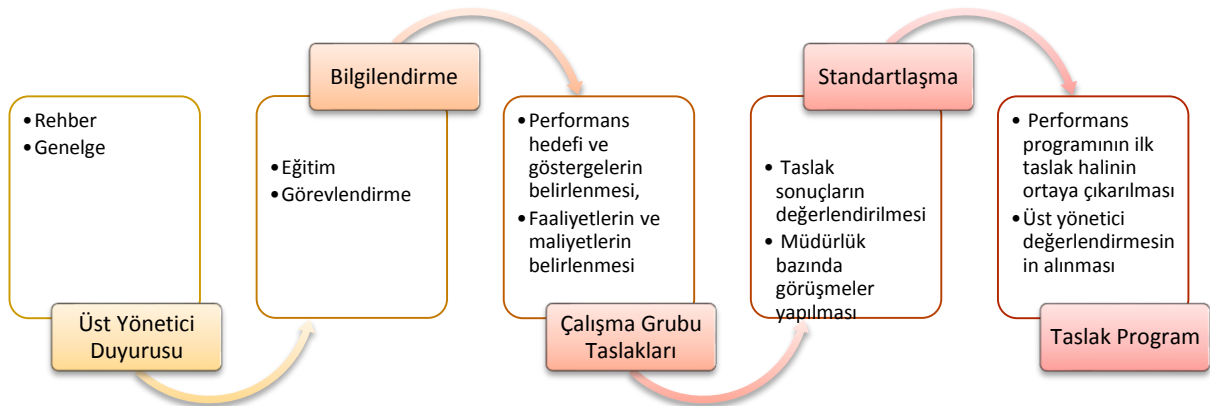 • Rehber
• Genelge
Üst Yönetici
Duyurusu
Bilgilendirme
• Eğitim
• Görevlendirme
• Performans
hedefi ve
göstergelerin
belirlenmesi,
• Faaliyetlerin ve
maliyetlerin
belirlenmesi
Çalışma Grubu
Taslakları
Standartlaşma
• Taslak
sonuçların
değerlendirilmesi
• Müdürlük
bazında
görüşmeler
yapılması
• Performans
programının ilk
taslak halinin
ortaya çıkarılması
• Üst yönetici
değerlendirmesin
in alınması
Taslak Program